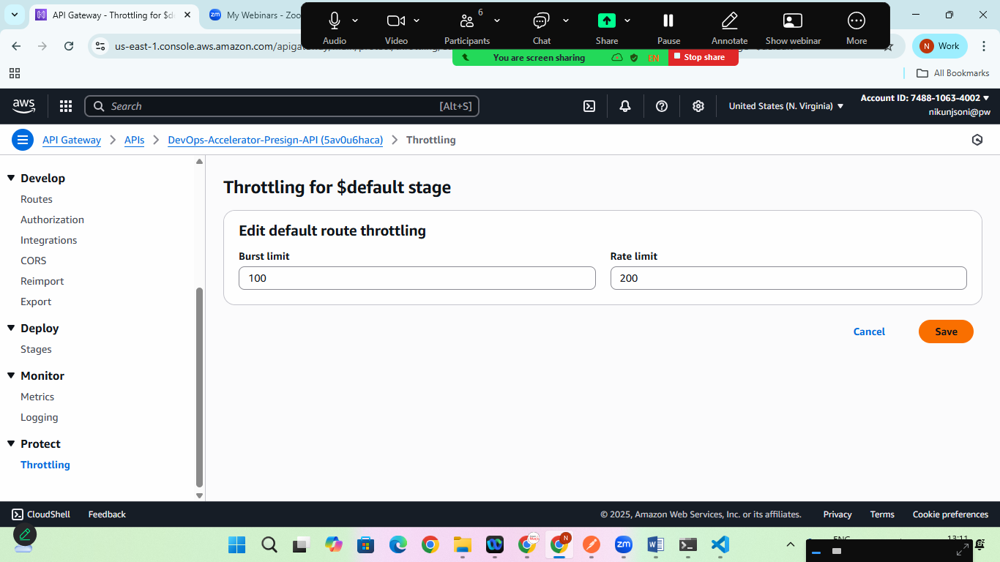 API Gateway - Throttling for $d
My Webinars - Zoo
6
Audio
Video
Participants
Chat
Share
Pause
Annotate
Show webinar
More
You are screen sharing
EN
Stop share
us-east-1.console.aws.amazon.com
N
Work
All Bookmarks
aws
Search
[Alt+S]
United States (N. Virginia)
Account ID: 7488-1063-4002
nikunjsoni@pw
API Gateway
APIs
DevOps-Accelerator-Presign-API (5av0u6haca)
Throttling
Develop
Routes
Authorization
Integrations
CORS
Reimport
Export
Deploy
Stages
Monitor
Metrics
Logging
Protect
Throttling
Throttling for $default stage
Edit default route throttling
Burst limit
Rate limit
100
200
Cancel
Save
CloudShell
Feedback
© 2025, Amazon Web Services, Inc. or its affiliates.
Privacy
Terms
Cookie preferences